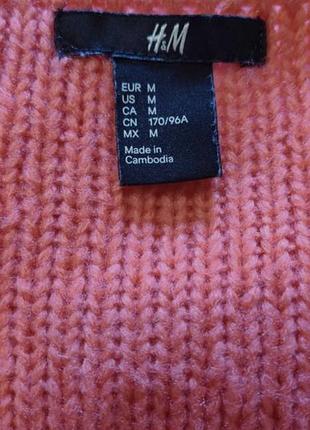 H&M
EUR M
US M
CA M
CN 170/96A
MX M
Made in
Cambodia